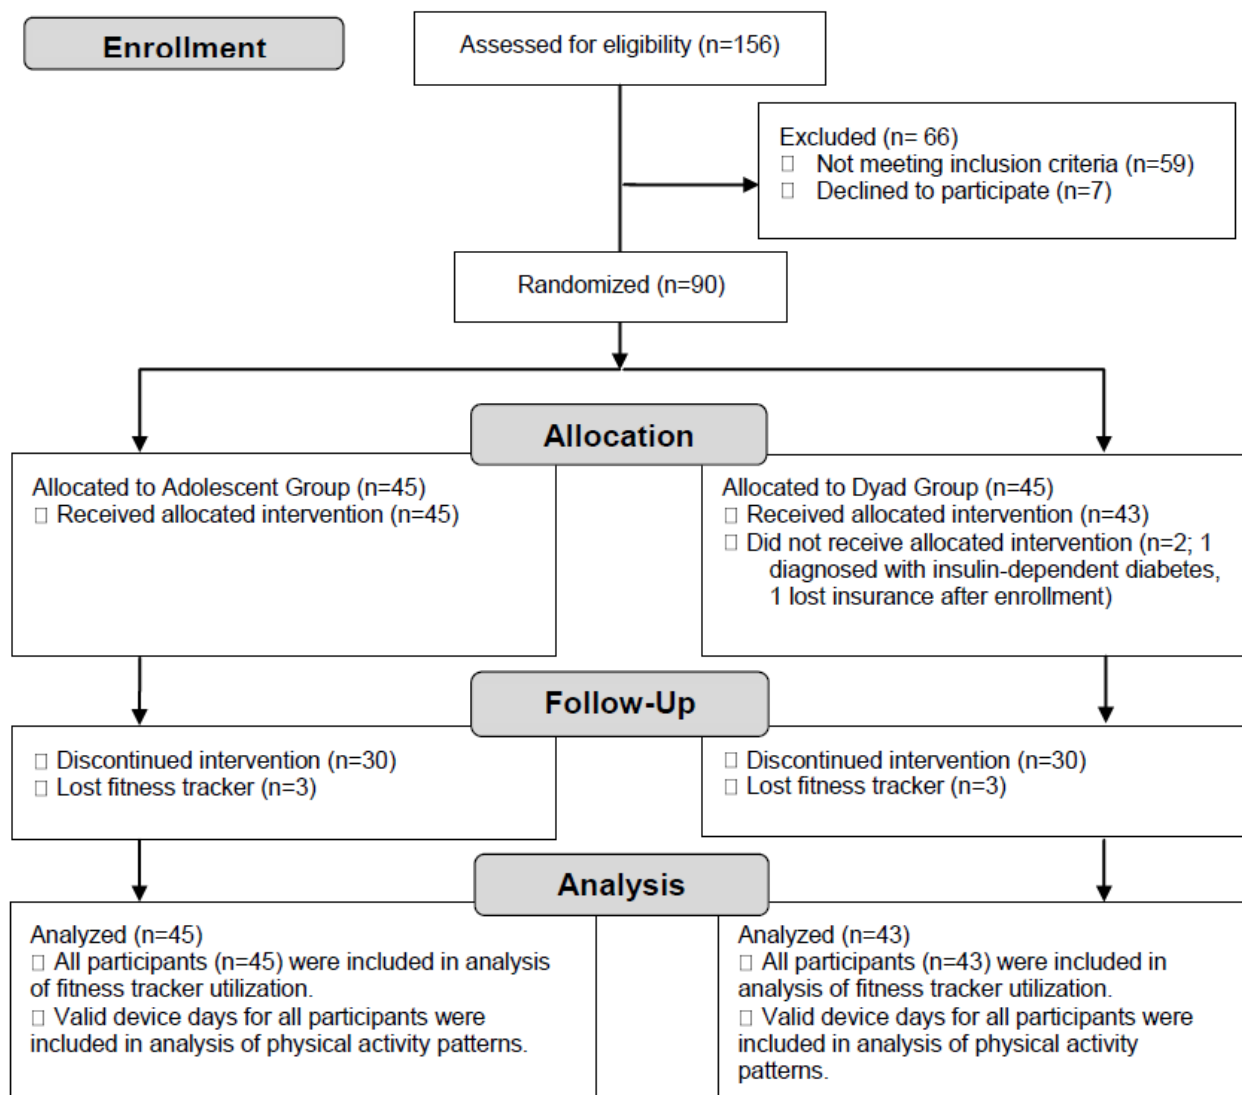 Enrollment
Assessed for eligibility (n=156)
Excluded (n= 66)
□ Not meeting inclusion criteria (n=59)
□ Declined to participate (n=7)
Randomized (n=90)
Allocation
Allocated to Adolescent Group (n=45)
□ Received allocated intervention (n=45)
Allocated to Dyad Group (n=45)
□ Received allocated intervention (n=43)
□ Did not receive allocated intervention (n=2; 1
diagnosed with insulin-dependent diabetes,
1 lost insurance after enrollment)
Follow-Up
□ Discontinued intervention (n=30)
□ Lost fitness tracker (n=3)
□ Discontinued intervention (n=30)
□ Lost fitness tracker (n=3)
Analysis
Analyzed (n=45)
□ All participants (n=45) were included in analysis
of fitness tracker utilization.
□ Valid device days for all participants were
included in analysis of physical activity patterns.
Analyzed (n=43)
□ All participants (n=43) were included in
analysis of fitness tracker utilization.
□ Valid device days for all participants were
included in analysis of physical activity
patterns.